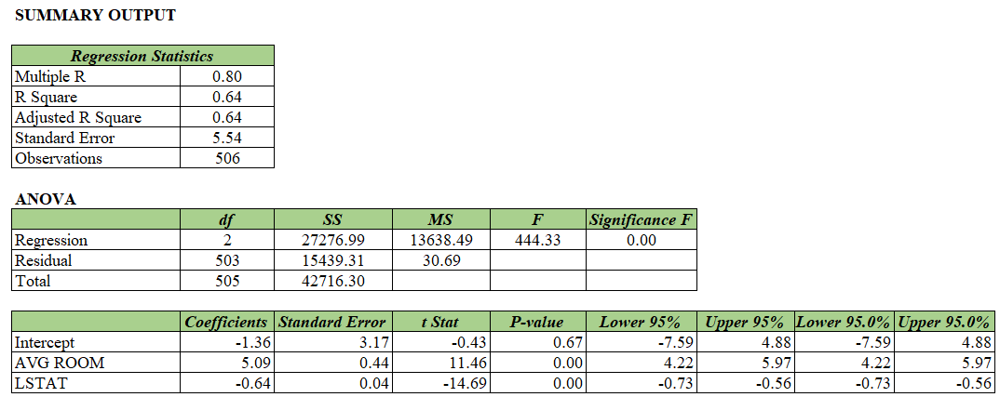 SUMMARY OUTPUT
Regression Statistics
Multiple R 0.80
R Square 0.64
Adjusted R Square 0.64
Standard Error 5.54
Observations 506
ANOVA
df SS MS F Significance F
Regression 2 27276.99 13638.49 444.33 0.00
Residual 503 15439.31 30.69
Total 505 42716.30
Coefficients Standard Error t Stat P-value Lower 95% Upper 95% Lower 95.0% Upper 95.0%
Intercept -1.36 3.17 -0.43 0.67 -7.59 4.88 -7.59 4.88
AVG ROOM 5.09 0.44 11.46 0.00 4.22 5.97 4.22 5.97
LSTAT -0.64 0.04 -14.69 0.00 -0.73 -0.56 -0.73 -0.56